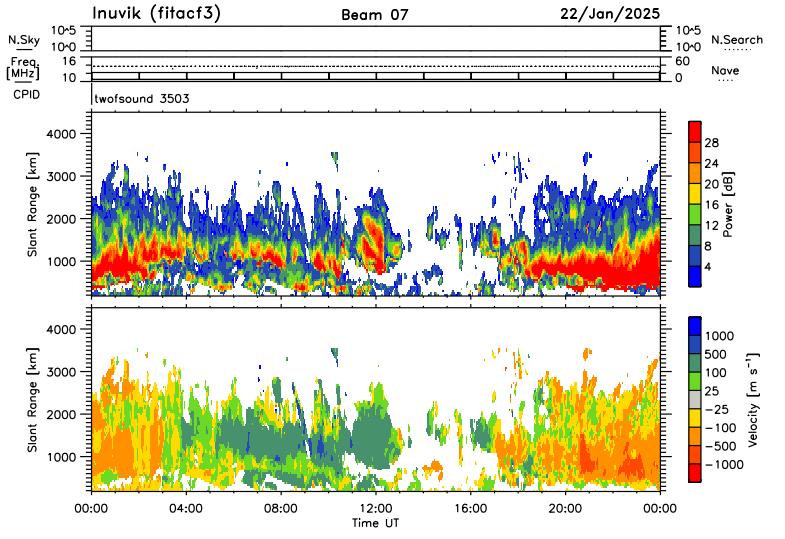 Inuvik (fitacf3) Beam 07 22/Jan/2025
N.Sky 10^5 10^5 N.Search
10^0 10^0
Freq. 16 60
[MHz] 10 0 Nave
CPID
twofsound 3503
Slant Range [km]
4000
3000
2000
1000
Power [dB]
28
24
20
16
12
8
4
Slant Range [km]
4000
3000
2000
1000
Velocity [m s⁻¹]
1000
500
100
25
−25
−100
−500
−1000
00:00 04:00 08:00 12:00 16:00 20:00 00:00
Time UT